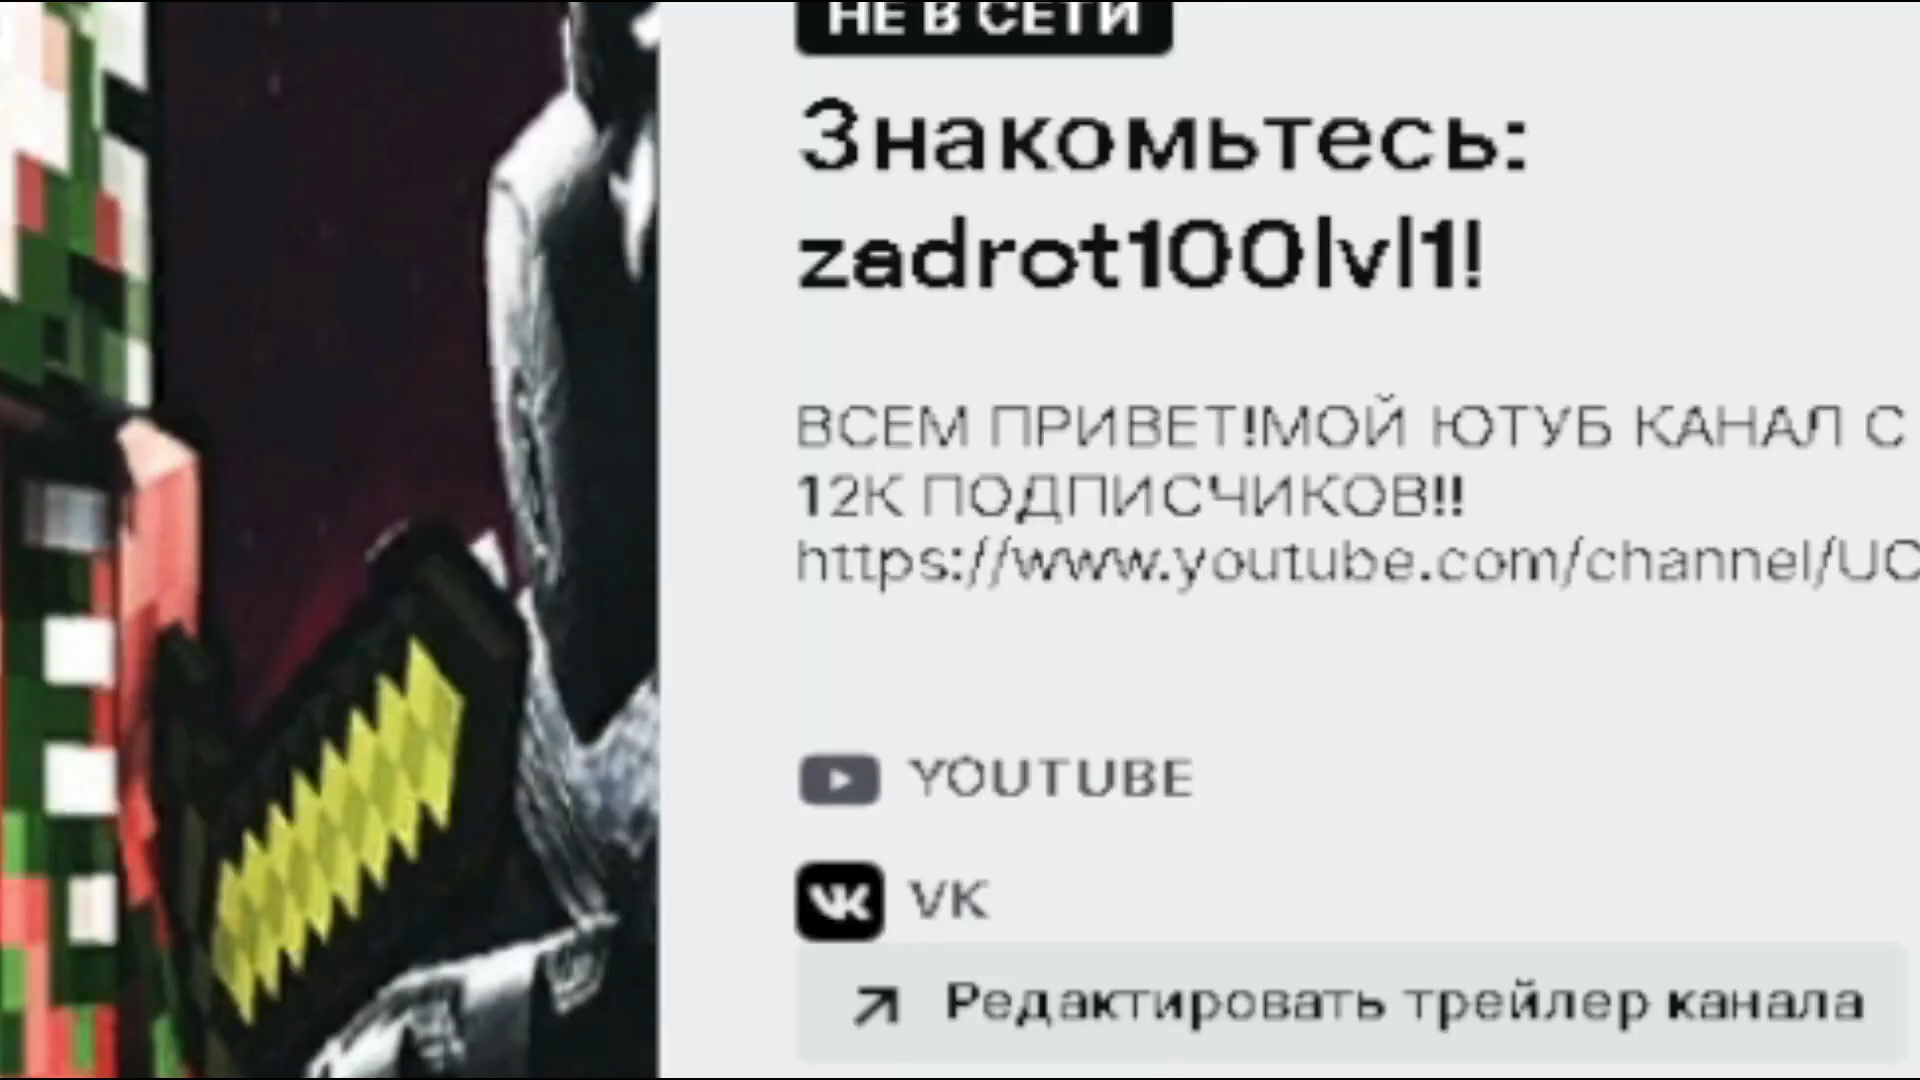 НЕ В СЕТИ
Знакомьтесь:
zadrot100lvl1!
ВСЕМ ПРИВЕТ!МОЙ ЮТУБ КАНАЛ С
12К ПОДПИСЧИКОВ!!
https://www.youtube.com/channel/UC
YOUTUBE
VK
Редактировать трейлер канала